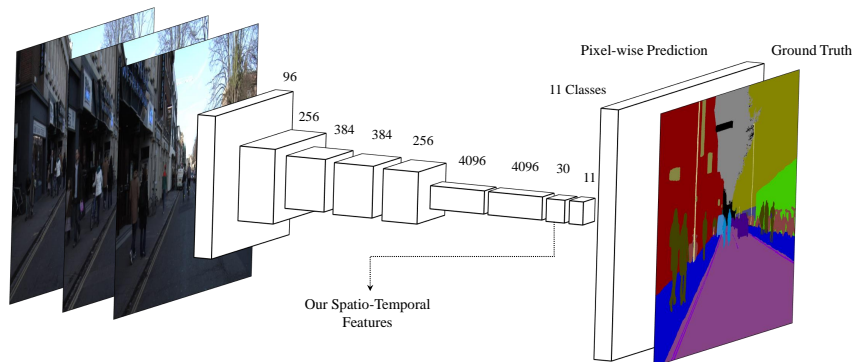 Pixel-wise Prediction
Ground Truth
96
11 Classes
256
384
384
256
4096
4096
30
11
Our Spatio-Temporal
Features